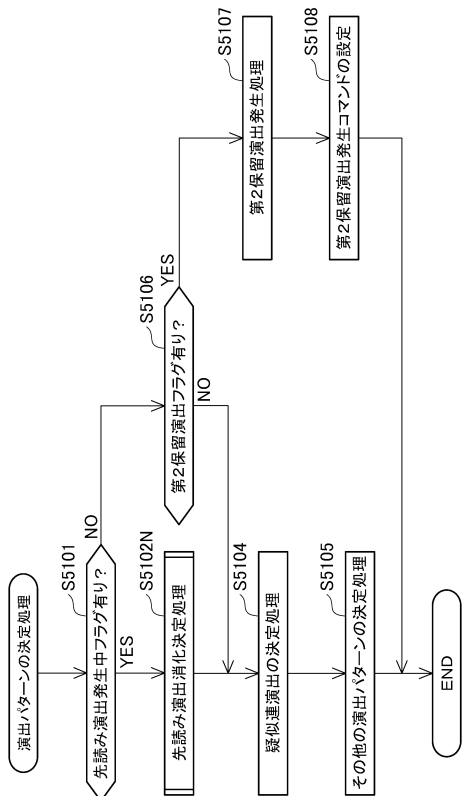 演出パターンの決定処理
S5101
先読み演出発生中フラグ有り？
NO
YES
S5102N
先読み演出消化決定処理
S5106
第2保留演出フラグ有り？
YES
NO
S5107
第2保留演出発生処理
S5108
第2保留演出発生コマンドの設定
S5104
疑似連演出の決定処理
S5105
その他の演出パターンの決定処理
END